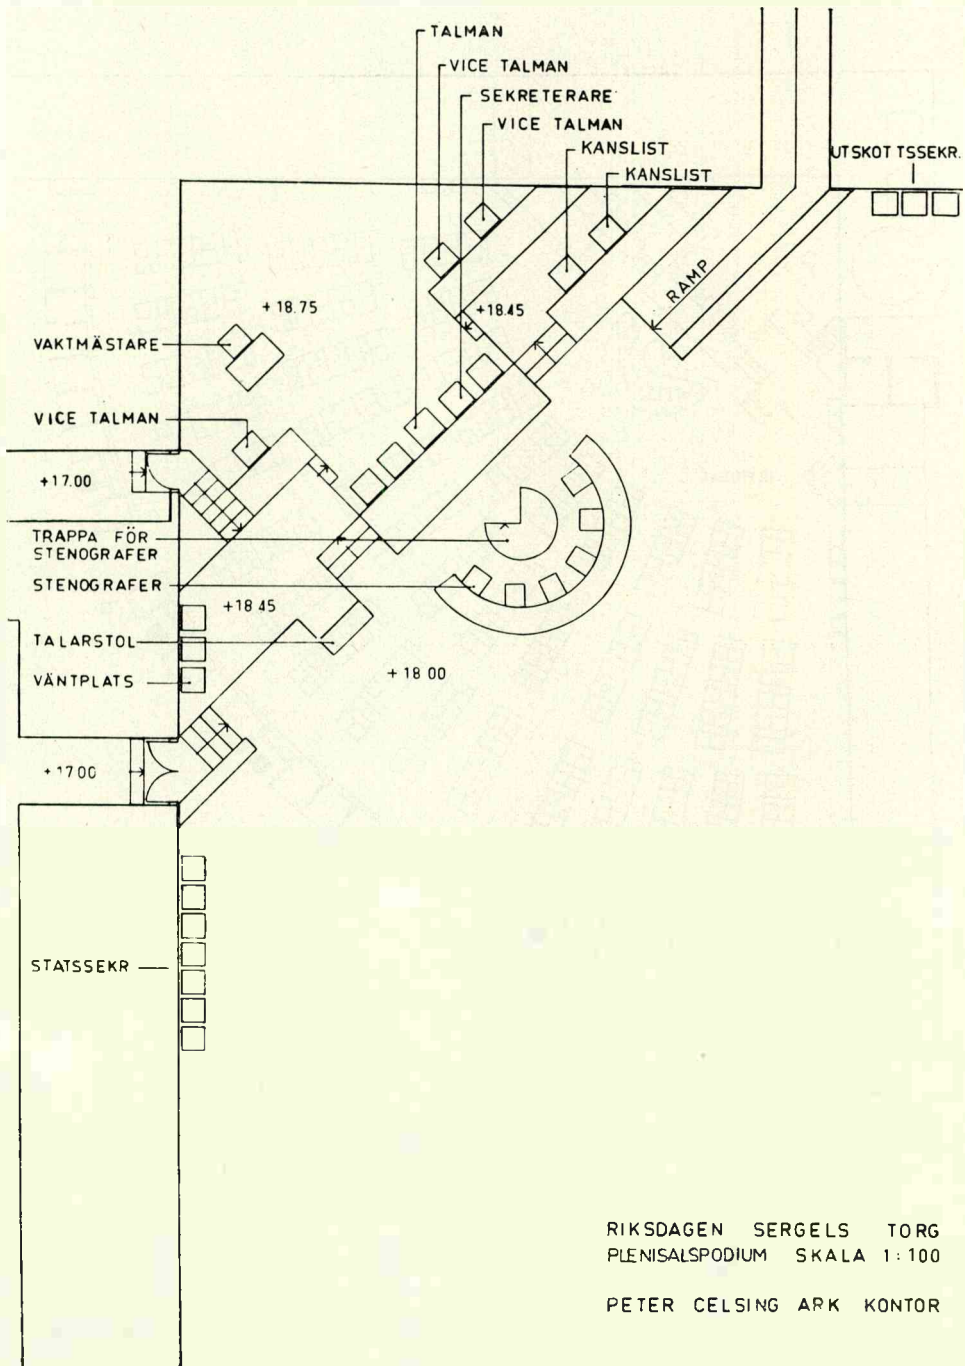 TALMAN
VICE TALMAN
SEKRETERARE
VICE TALMAN
KANSLIST
KANSLIST
UTSKOTTSSEKR.
RAMP
+18.75
+18.45
VAKTMÄSTARE
VICE TALMAN
+17.00
TRAPPA FÖR
STENOGRAFER
STENOGRAFER
+18.45
TALARSTOL
VÄNTPLATS
+18 00
+17 00
STATSSEKR
RIKSDAGEN SERGELS TORG
PLENISALSPODIUM SKALA 1:100
PETER CELSING ARK KONTOR